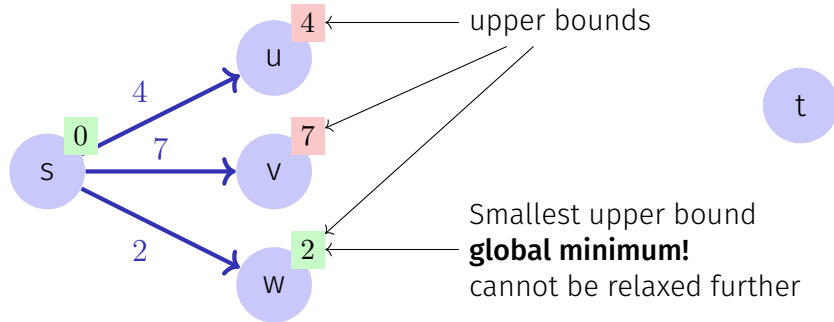 4
upper bounds
u
4
t
0
7
7
s
v
Smallest upper bound
2
2
global minimum!
w
cannot be relaxed further